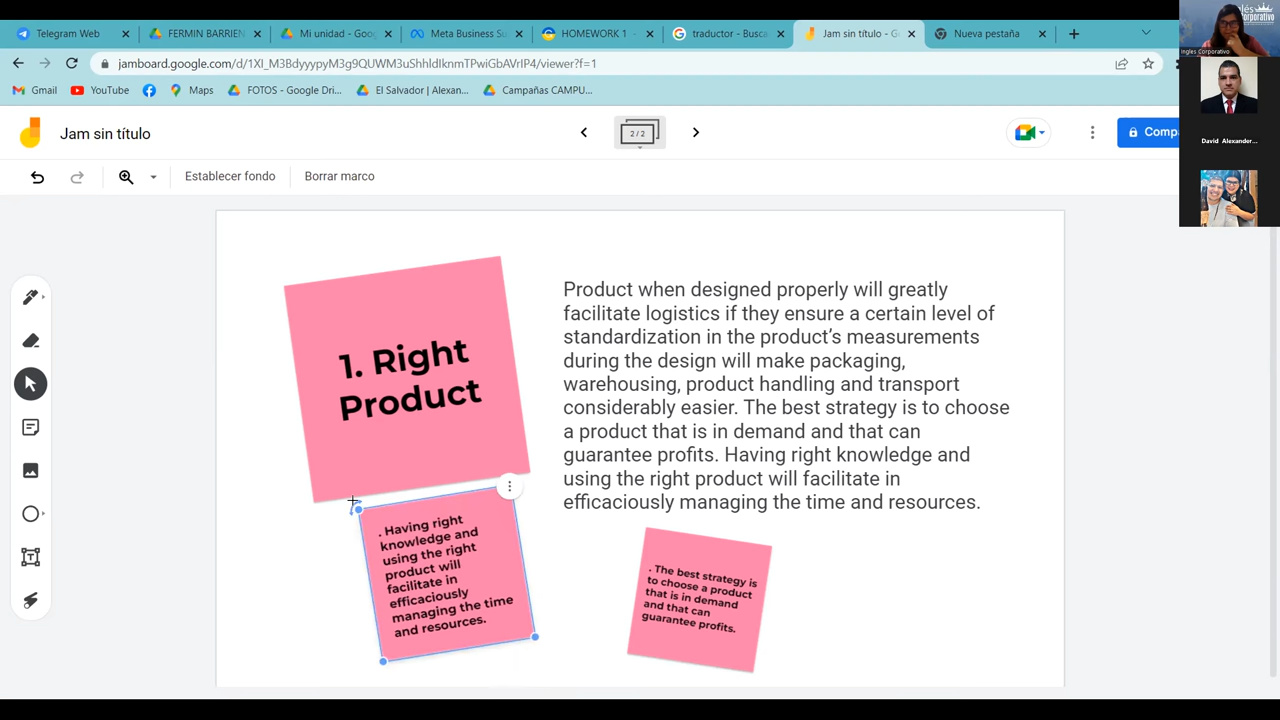 Telegram Web
FERMIN BARRIEN
Mi unidad - Goog
Meta Business Su
HOMEWORK 1 -
traductor - Busca
Jam sin título - G
Nueva pestaña
jamboard.google.com/d/1XI_M3BdyyypyM3g9QUWM3uShhldIknmTPwrGbAVrIP4/viewer?f=1
Gmail
YouTube
Maps
FOTOS - Google Dri...
El Salvador | Alexan...
Campañas CAMPU...
Inglés Corporativo
Ingles Corporativo
David Alexander...
Jam sin título
2 / 2
Compa
Establecer fondo
Borrar marco
1. Right
Product
Product when designed properly will greatly
facilitate logistics if they ensure a certain level of
standardization in the product's measurements
during the design will make packaging,
warehousing, product handling and transport
considerably easier. The best strategy is to choose
a product that is in demand and that can
guarantee profits. Having right knowledge and
using the right product will facilitate in
efficaciously managing the time and resources.
. Having right
knowledge and
using the right
product will
facilitate in
efficaciously
managing the time
and resources.
. The best strategy is
to choose a product
that is in demand
and that can
guarantee profits.